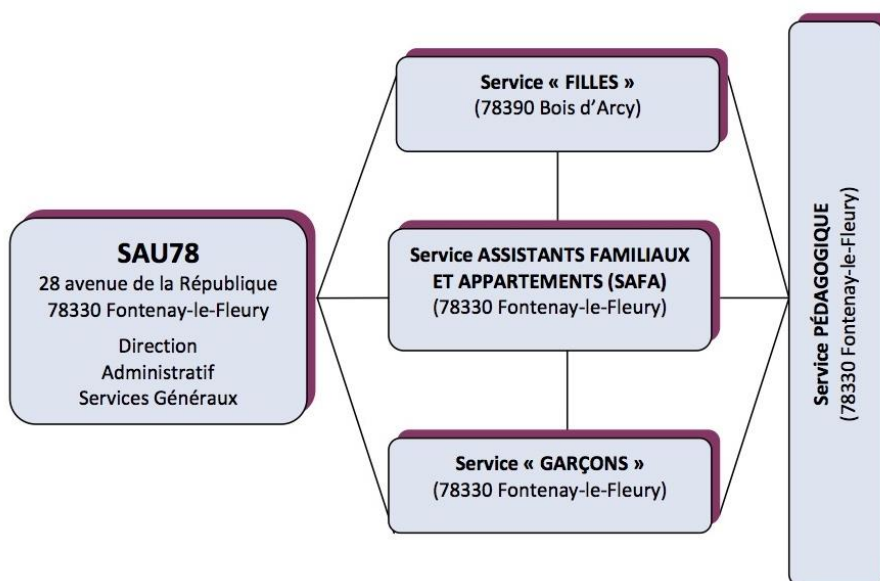 SAU78
28 avenue de la République
78330 Fontenay-le-Fleury
Direction
Administratif
Services Généraux
Service « FILLES »
(78390 Bois d’Arcy)
Service ASSISTANTS FAMILIAUX
ET APPARTEMENTS (SAFA)
(78330 Fontenay-le-Fleury)
Service « GARÇONS »
(78330 Fontenay-le-Fleury)
Service PÉDAGOGIQUE
(78330 Fontenay-le-Fleury)